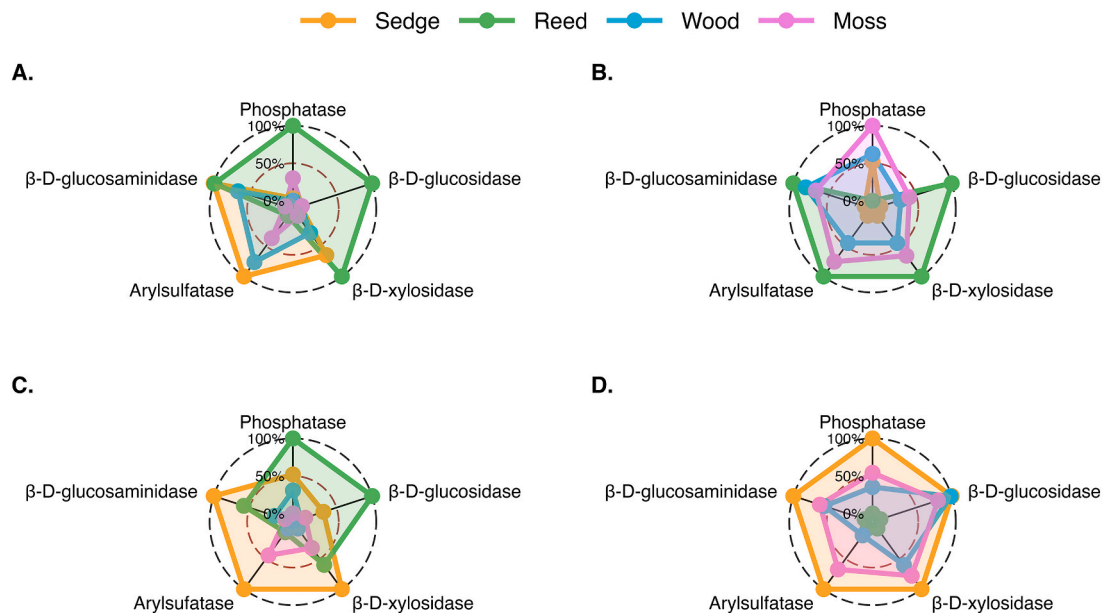 Sedge Reed Wood Moss
A. B.
Phosphatase Phosphatase
100% 100%
β-D-glucosaminidase β-D-glucosidase β-D-glucosaminidase β-D-glucosidase
50% 50%
0% 0%
Arylsulfatase β-D-xylosidase Arylsulfatase β-D-xylosidase
C. D.
Phosphatase Phosphatase
100% 100%
β-D-glucosaminidase β-D-glucosidase β-D-glucosaminidase β-D-glucosidase
50% 50%
0% 0%
Arylsufatase β-D-xylosidase Arylsulfatase β-D-xylosidase